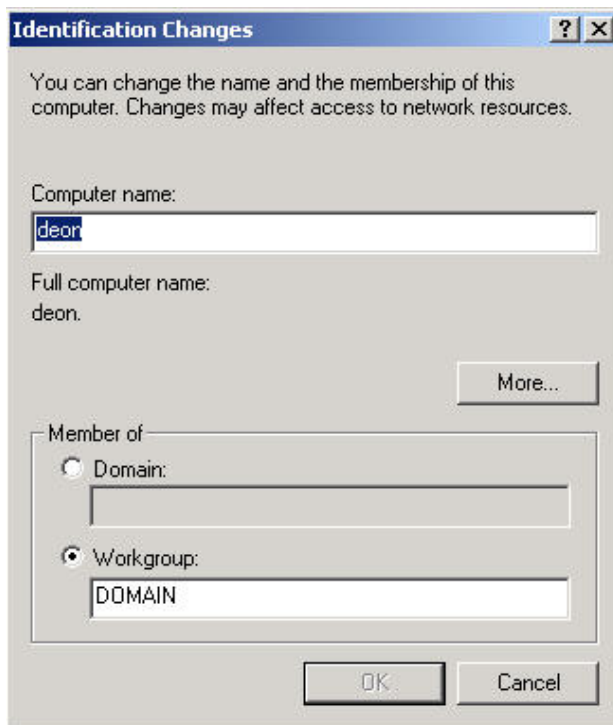 Identification Changes
You can change the name and the membership of this
computer. Changes may affect access to network resources.
Computer name:
deon
Full computer name:
deon.
More...
Member of
Domain:
Workgroup:
DOMAIN
OK Cancel